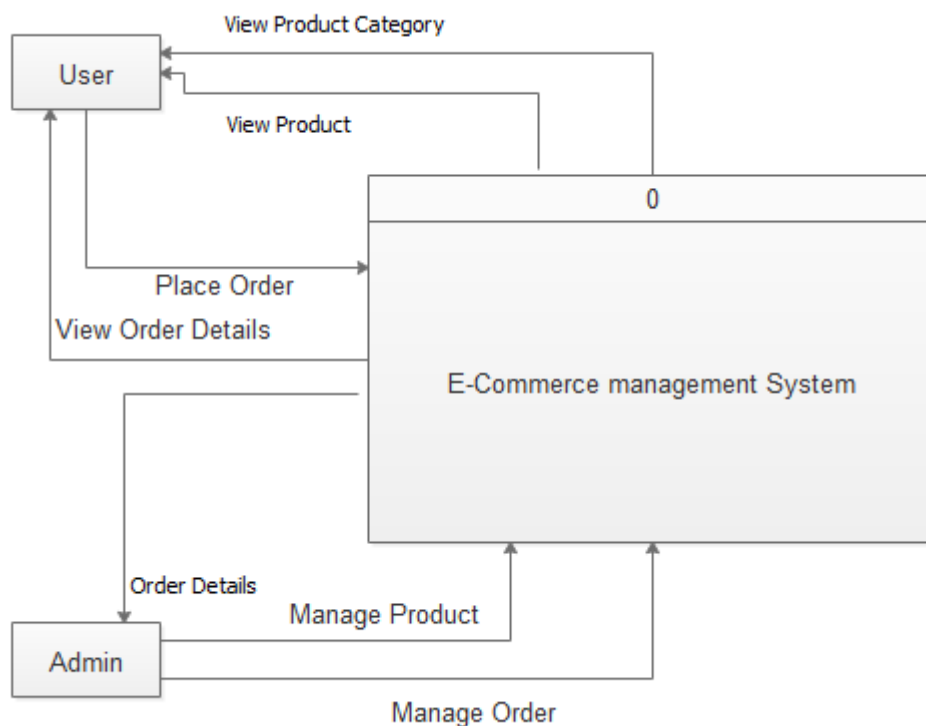 View Product Category
User
View Product
0
Place Order
View Order Details
E-Commerce management System
Order Details
Manage Product
Admin
Manage Order